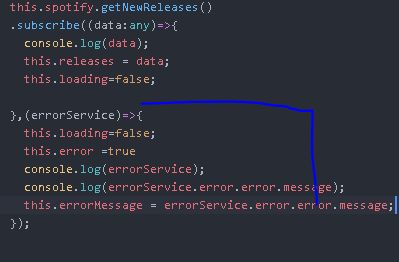 this.spotify.getNewReleases()
.subscribe((data:any)=>{
console.log(data);
this.releases = data;
this.loading=false;
},(errorService)=>{
this.loading=false;
this.error =true
console.log(errorService);
console.log(errorService.error.error.message);
this.errorMessage = errorService.error.error.message;
});